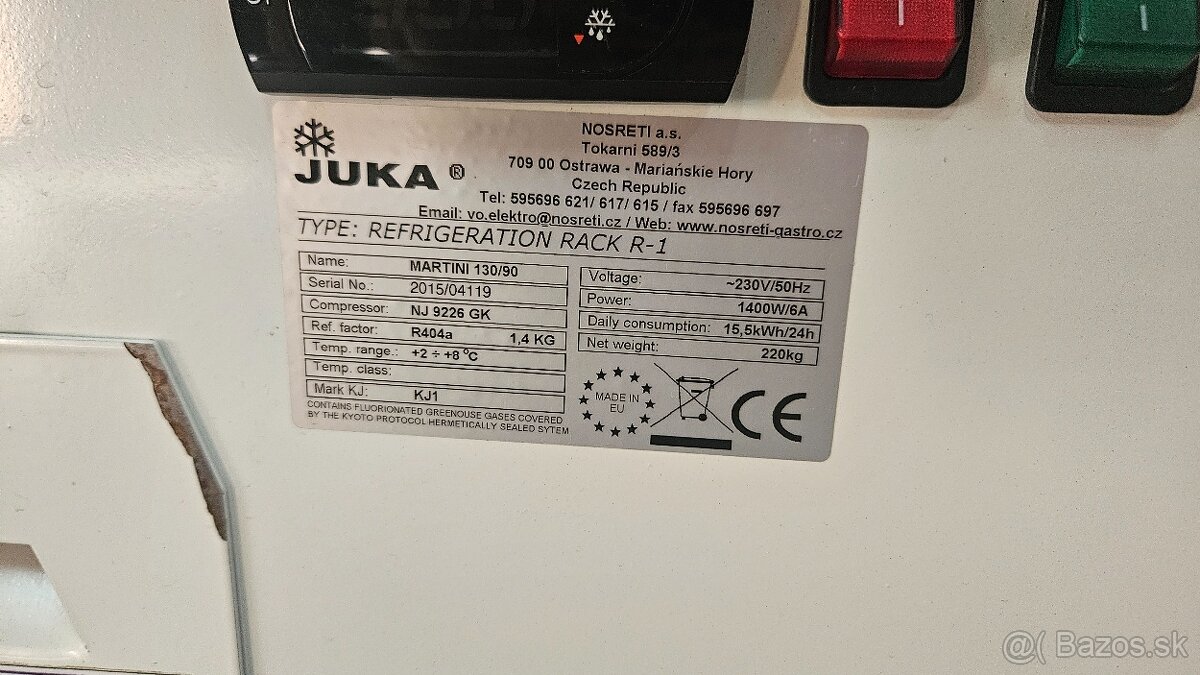 JUKA ®
NOSRETI a.s.
Tokarni 589/3
709 00 Ostrawa - Mariańskie Hory
Czech Republic
Tel: 595696 621/ 617/ 615 / fax 595696 697
Email: vo.elektro@nosreti.cz / Web: www.nosreti-gastro.cz
TYPE: REFRIGERATION RACK R-1
Name: MARTINI 130/90
Serial No.: 2015/04119
Compressor: NJ 9226 GK
Ref. factor: R404a 1,4 KG
Temp. range.: +2 ÷ +8 °C
Temp. class:
Mark KJ: KJ1
CONTAINS FLUORIONATED GREENOUSE GASES COVERED
BY THE KYOTO PROTOCOL HERMETICALLY SEALED SYTEM
Voltage: ~230V/50Hz
Power: 1400W/6A
Daily consumption: 15,5kWh/24h
Net weight: 220kg
MADE IN
EU
CE
@( Bazos.sk